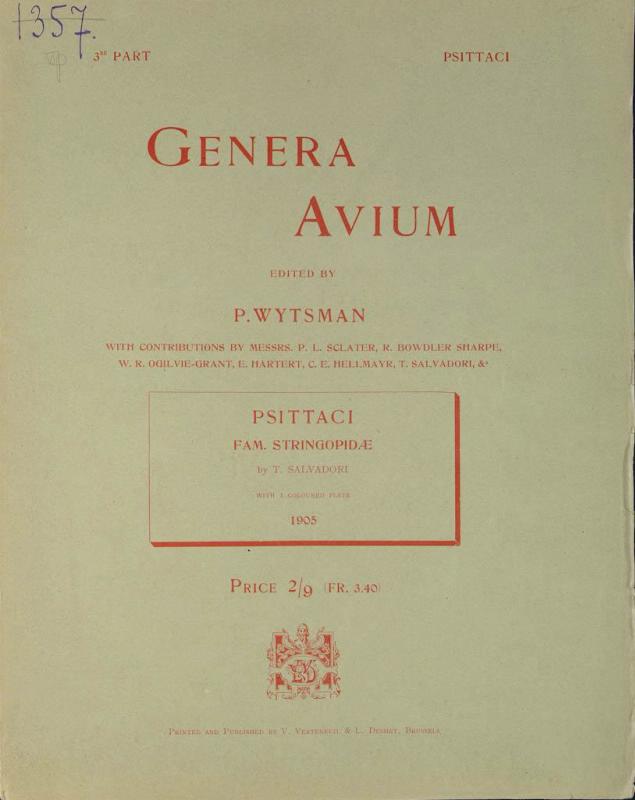 1357.
3RD PART PSITTACI
GENERA
AVIUM
EDITED BY
P. WYTSMAN
WITH CONTRIBUTIONS BY MESSRS. P. L. SCLATER, R. BOWDLER SHARPE,
W. R. OGILVIE-GRANT, E. HARTERT, C. E. HELLMAYR, T. SALVADORI, &c
PSITTACI
FAM. STRINGOPIDÆ
by T. SALVADORI
WITH 1 COLOURED PLATE
1905
PRICE 2/9 (FR. 3.40)
PRINTED AND PUBLISHED BY V. VERTENEUIL & L. DESMET, BRUSSELS